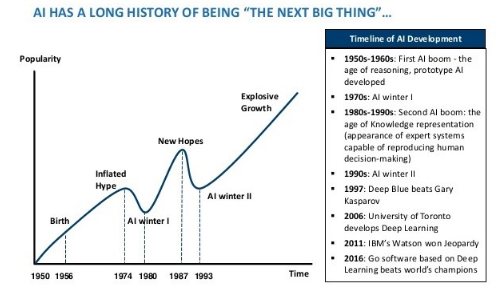 AI HAS A LONG HISTORY OF BEING “THE NEXT BIG THING”…
Popularity
Explosive
Growth
New Hopes
Inflated
Hype
AI winter II
Birth
AI winter I
1950 1956 1974 1980 1987 1993 Time
Timeline of AI Development
▪ 1950s-1960s: First AI boom - the
age of reasoning, prototype AI
developed
▪ 1970s: AI winter I
▪ 1980s-1990s: Second AI boom: the
age of Knowledge representation
(appearance of expert systems
capable of reproducing human
decision-making)
▪ 1990s: AI winter II
▪ 1997: Deep Blue beats Gary
Kasparov
▪ 2006: University of Toronto
develops Deep Learning
▪ 2011: IBM’s Watson won Jeopardy
▪ 2016: Go software based on Deep
Learning beats world’s champions